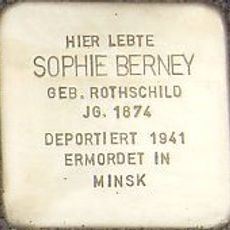 HIER LEBTE
SOPHIE BERNEY
GEB. ROTHSCHILD
JG. 1874
DEPORTIERT 1941
ERMORDET IN
MINSK